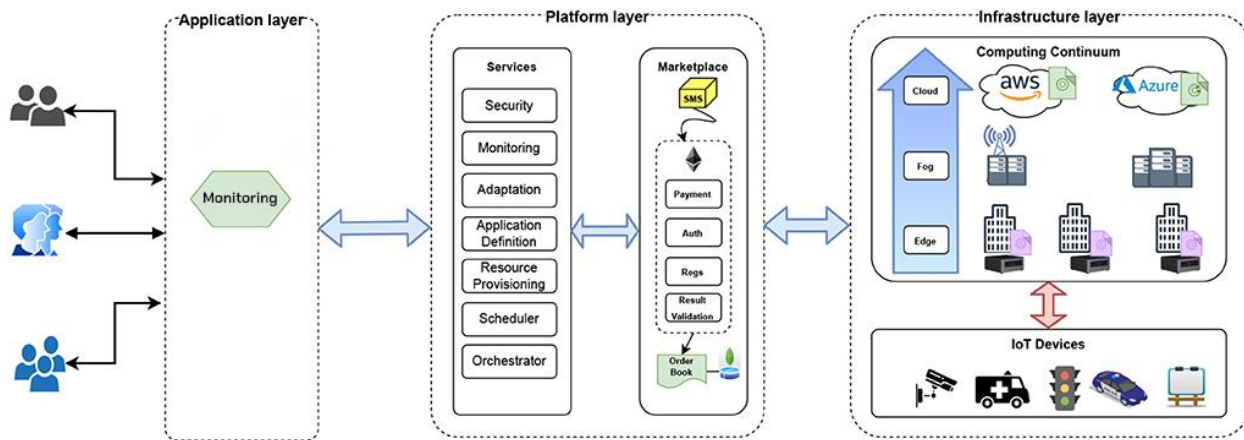 Application layer
Monitoring
Platform layer
Services
Security
Monitoring
Adaptation
Application
Definition
Resource
Provisioning
Scheduler
Orchestrator
Marketplace
SMS
Payment
Auth
Regs
Result
Validation
Order
Book
Infrastructure layer
Computing Continuum
Cloud
aws
Azure
Fog
Edge
IoT Devices